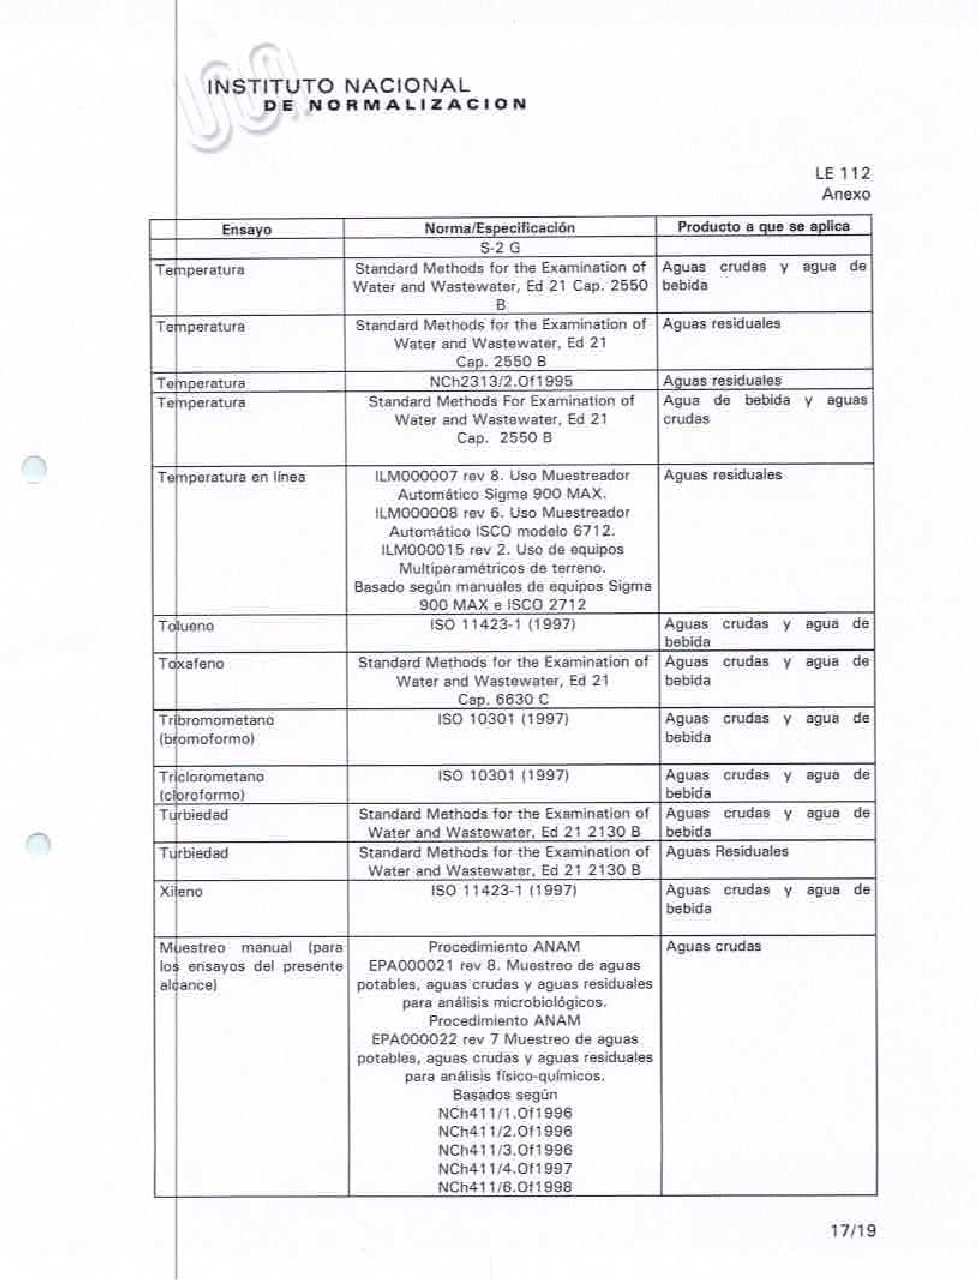 INSTITUTO NACIONAL
DE NORMALIZACION
LE 112
Anexo
Ensayo Norma/Especificación Producto a que se aplica
S-2 G
Temperatura Standard Methods for the Examination of Aguas crudas y agua de
Water and Wastewater, Ed 21 Cap. 2550 bebida
B
Temperatura Standard Methods for the Examination of Aguas residuales
Water and Wastewater, Ed 21
Cap. 2550 B
Temperatura NCh2313/2.Of1995 Aguas residuales
Temperatura Standard Methods For Examination of Agua de bebida y aguas
Water and Wastewater, Ed 21 crudas
Cap. 2550 B
Temperatura en línea ILM000007 rev 8. Uso Muestreador Aguas residuales
Automático Sigma 900 MAX.
ILM000008 rev 6. Uso Muestreador
Automático ISCO modelo 6712.
ILM000015 rev 2. Uso de equipos
Multiparamétricos de terreno.
Basado según manuales de equipos Sigma
900 MAX e ISCO 2712
Tolueno ISO 11423-1 (1997) Aguas crudas y agua de
bebida
Toxafeno Standard Methods for the Examination of Aguas crudas y agua de
Water and Wastewater, Ed 21 bebida
Cap. 6630 C
Tribromometano ISO 10301 (1997) Aguas crudas y agua de
(bromoformo) bebida
Triclorometano ISO 10301 (1997) Aguas crudas y agua de
(cloroformo) bebida
Turbiedad Standard Methods for the Examination of Aguas crudas y agua de
Water and Wastewater, Ed 21 2130 B bebida
Turbiedad Standard Methods for the Examination of Aguas Residuales
Water and Wastewater, Ed 21 2130 B
Xileno ISO 11423-1 (1997) Aguas crudas y agua de
bebida
Muestreo manual (para Procedimiento ANAM Aguas crudas
los ensayos del presente EPA000021 rev 8. Muestreo de aguas
alcance) potables, aguas crudas y aguas residuales
para análisis microbiológicos.
Procedimiento ANAM
EPA000022 rev 7 Muestreo de aguas
potables, aguas crudas y aguas residuales
para análisis físico-químicos.
Basados según
NCh411/1.Of1996
NCh411/2.Of1996
NCh411/3.Of1996
NCh411/4.Of1997
NCh411/6.Of1998
17/19